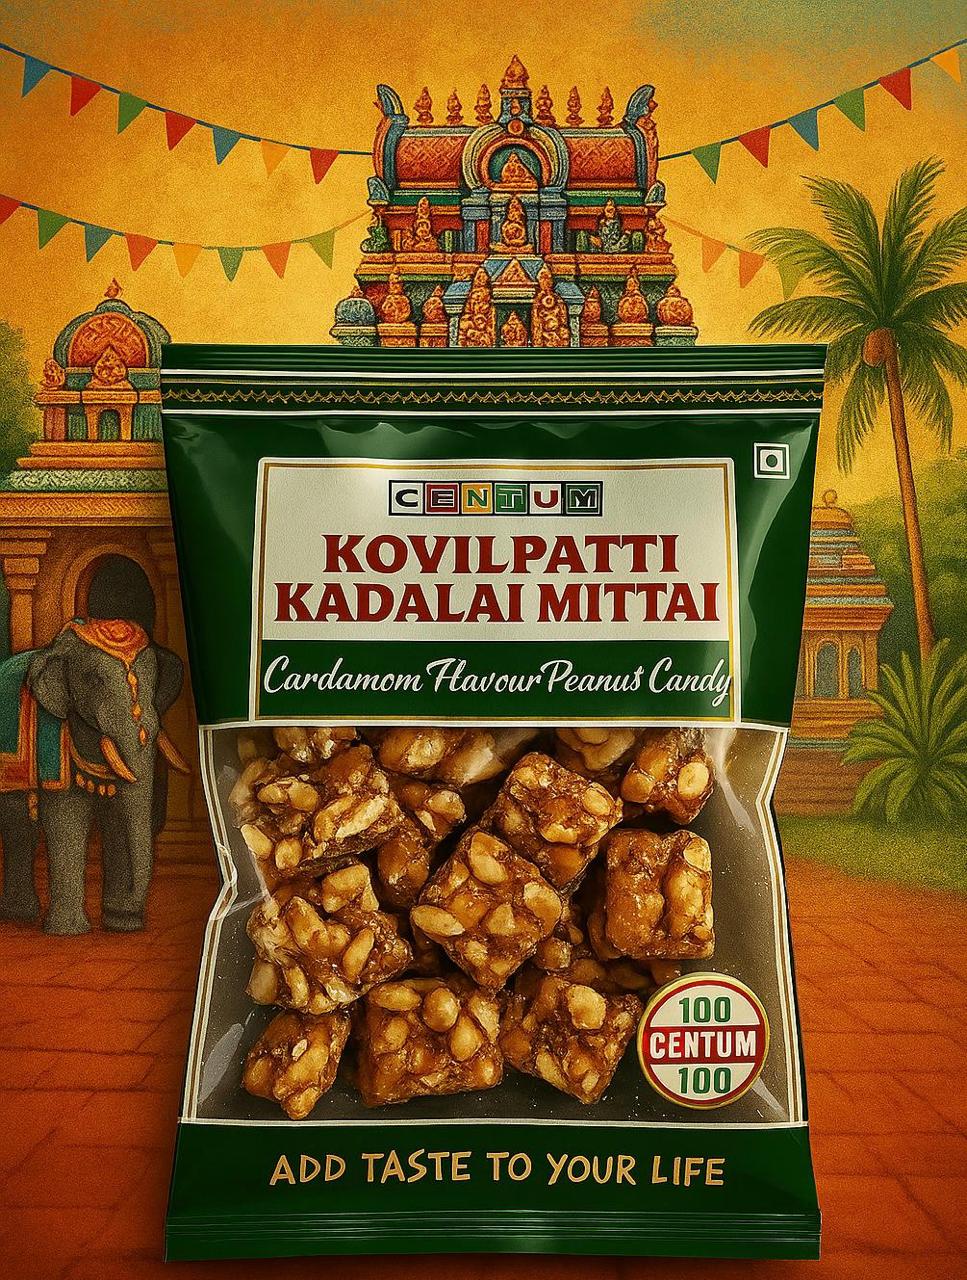 CENTUM
KOVILPATTI
KADALAI MITTAI
Cardamom Flavour Peanut Candy
100
CENTUM
100
ADD TASTE TO YOUR LIFE